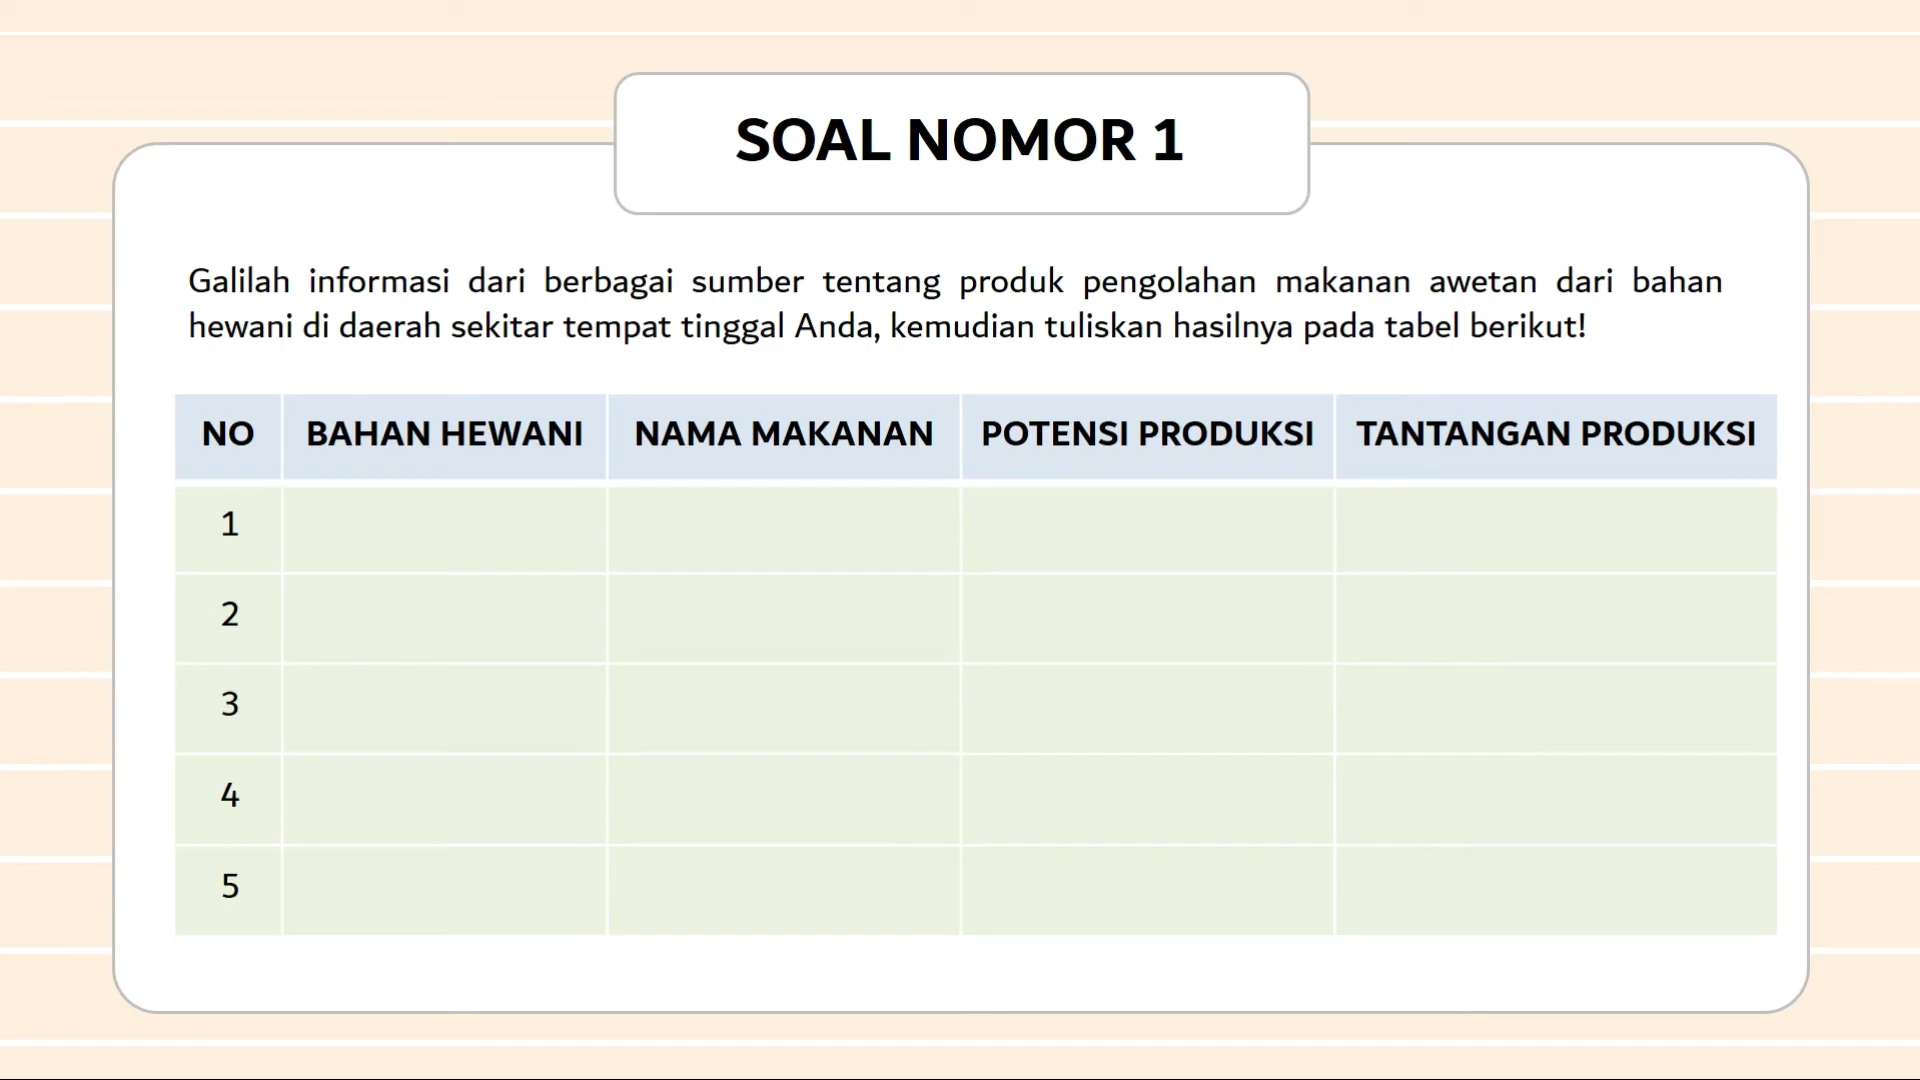 SOAL NOMOR 1
Galilah informasi dari berbagai sumber tentang produk pengolahan makanan awetan dari bahan
hewani di daerah sekitar tempat tinggal Anda, kemudian tuliskan hasilnya pada tabel berikut!
NO BAHAN HEWANI NAMA MAKANAN POTENSI PRODUKSI TANTANGAN PRODUKSI
1
2
3
4
5